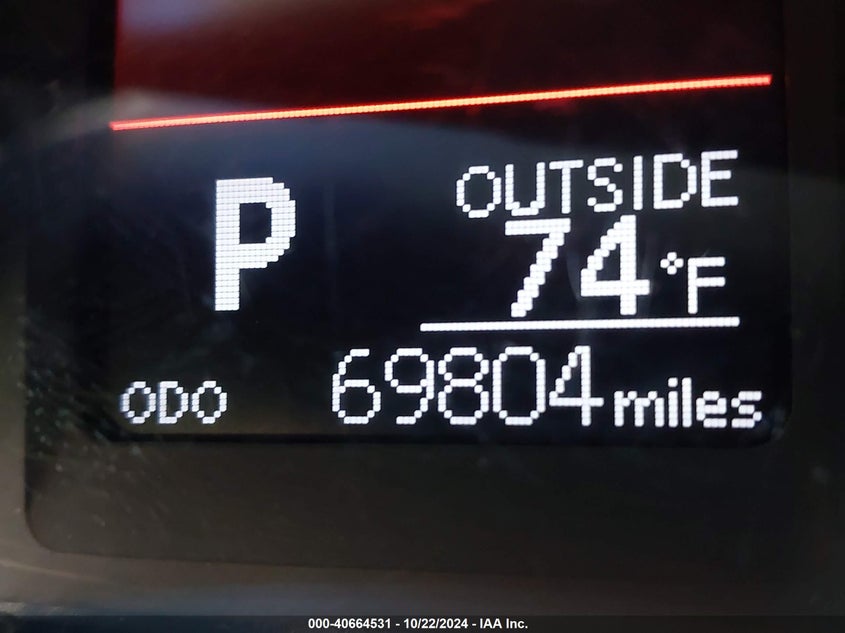 P
OUTSIDE
74°F
ODO 69804 miles
000-40664531 - 10/22/2024 - IAA Inc.